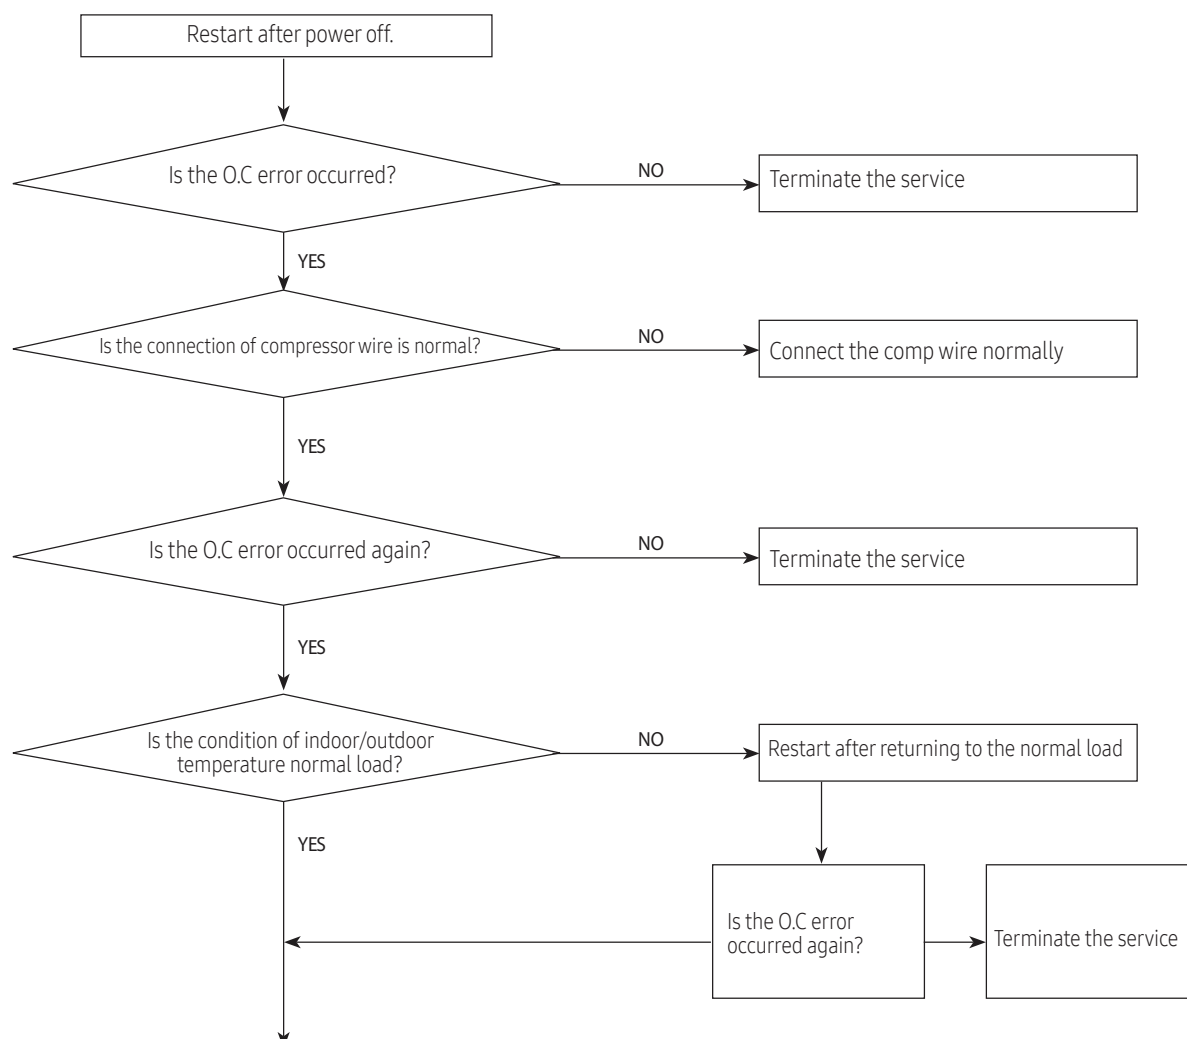 Restart after power off.
Is the O.C error occurred?
NO
Terminate the service
YES
Is the connection of compressor wire is normal?
NO
Connect the comp wire normally
YES
Is the O.C error occurred again?
NO
Terminate the service
YES
Is the condition of indoor/outdoor
temperature normal load?
NO
Restart after returning to the normal load
YES
Is the O.C error
occurred again?
Terminate the service